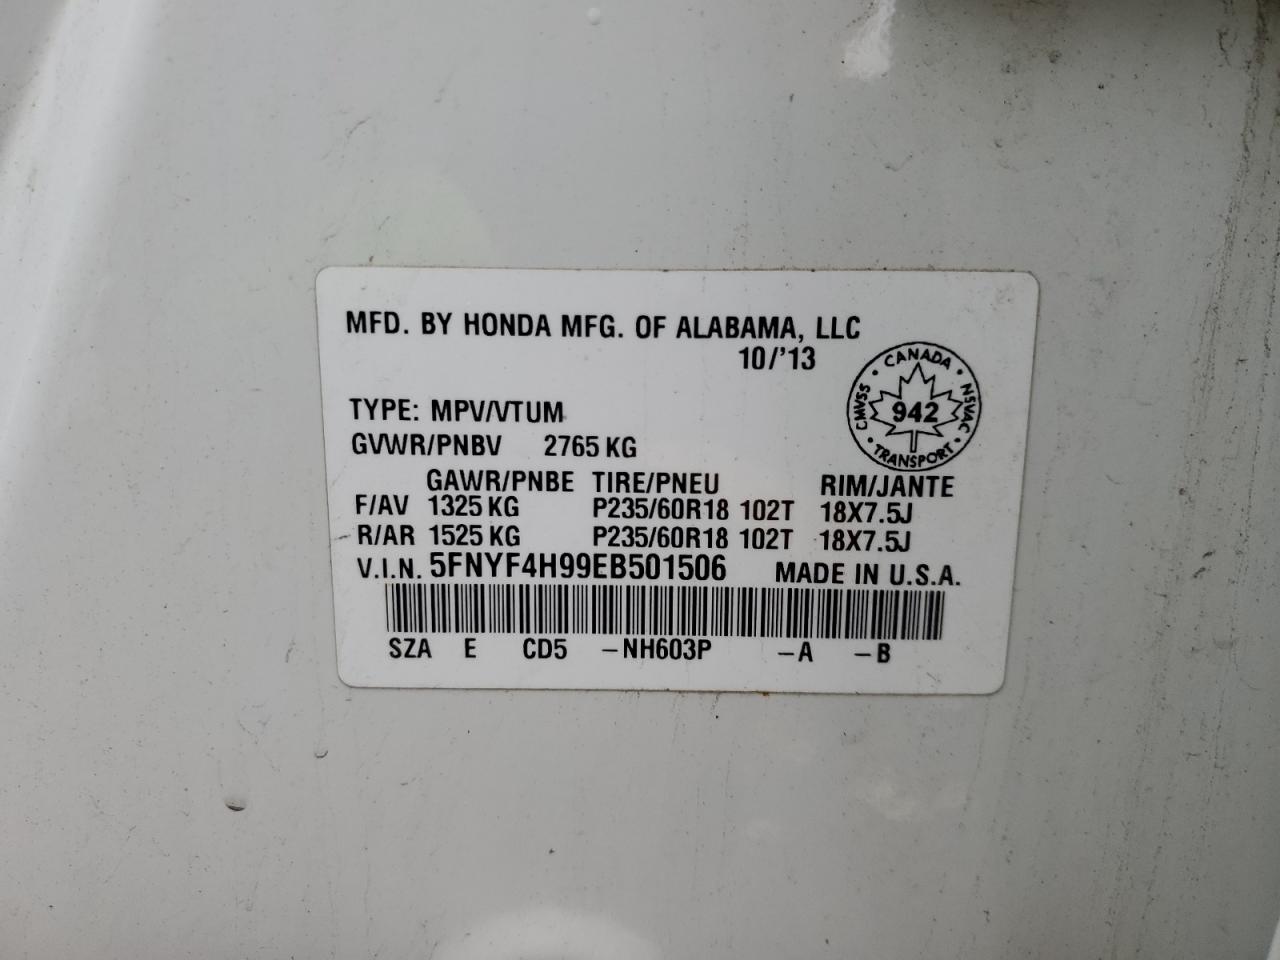 MFD. BY HONDA MFG. OF ALABAMA, LLC
10/'13
CANADA
CMVSS
NSVAC
942
TRANSPORT
TYPE: MPV/VTUM
GVWR/PNBV 2765 KG
GAWR/PNBE TIRE/PNEU RIM/JANTE
F/AV 1325 KG P235/60R18 102T 18X7.5J
R/AR 1525 KG P235/60R18 102T 18X7.5J
V.I.N. 5FNYF4H99EB501506 MADE IN U.S.A.
SZA E CD5 -NH603P -A -B